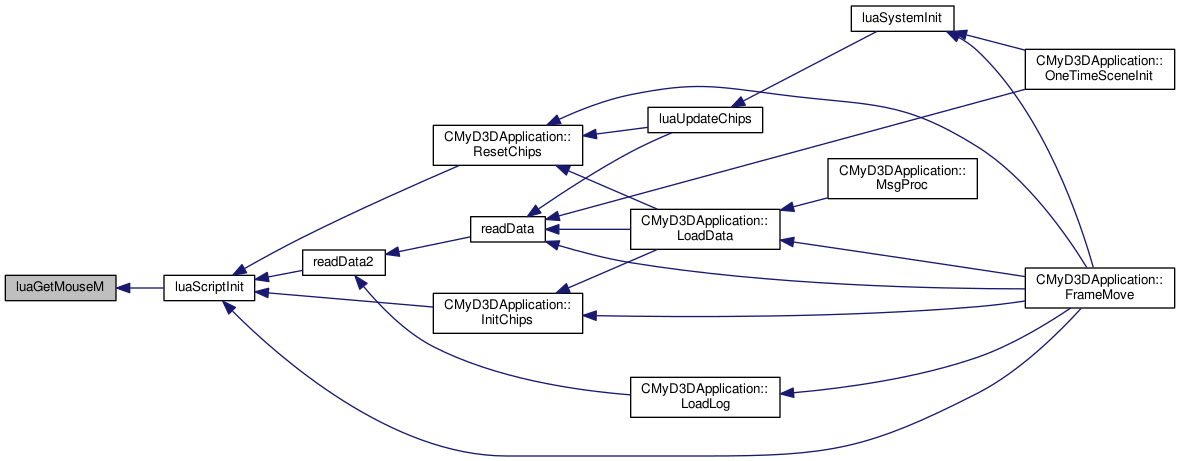 luaSystemInit
CMyD3DApplication::
OneTimeSceneInit
luaUpdateChips
CMyD3DApplication::
ResetChips
CMyD3DApplication::
MsgProc
readData
CMyD3DApplication::
LoadData
readData2
luaGetMouseM
luaScriptInit
CMyD3DApplication::
FrameMove
CMyD3DApplication::
InitChips
CMyD3DApplication::
LoadLog